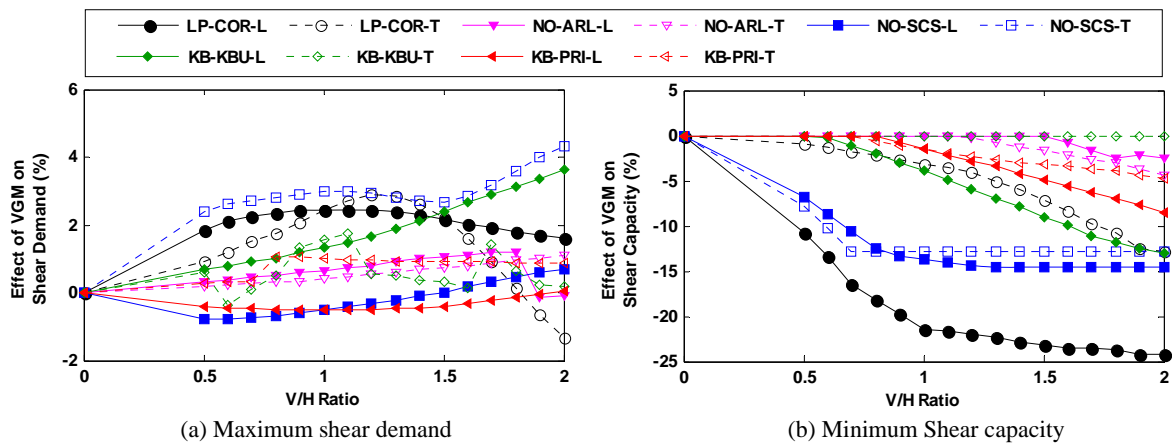 LP-COR-L LP-COR-T NO-ARL-L NO-ARL-T NO-SCS-L NO-SCS-T
KB-KBU-L KB-KBU-T KB-PRI-L KB-PRI-T
Effect of VGM on
Shear Demand (%)
6
4
2
0
-2
0 0.5 1 1.5 2
V/H Ratio
(a) Maximum shear demand
Effect of VGM on
Shear Capacity (%)
5
0
-5
-10
-15
-20
-25
0 0.5 1 1.5 2
V/H Ratio
(b) Minimum Shear capacity